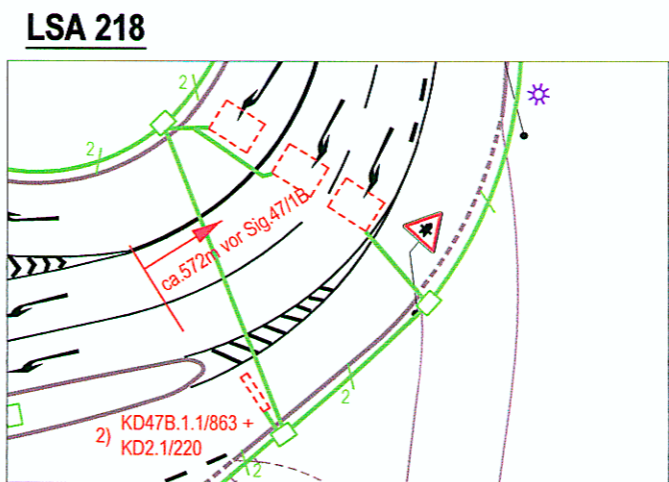 LSA 218
2
2
ca.572m vor Sig.47/1B
2
2) KD47B.1.1/863 +
KD2.1/220
2